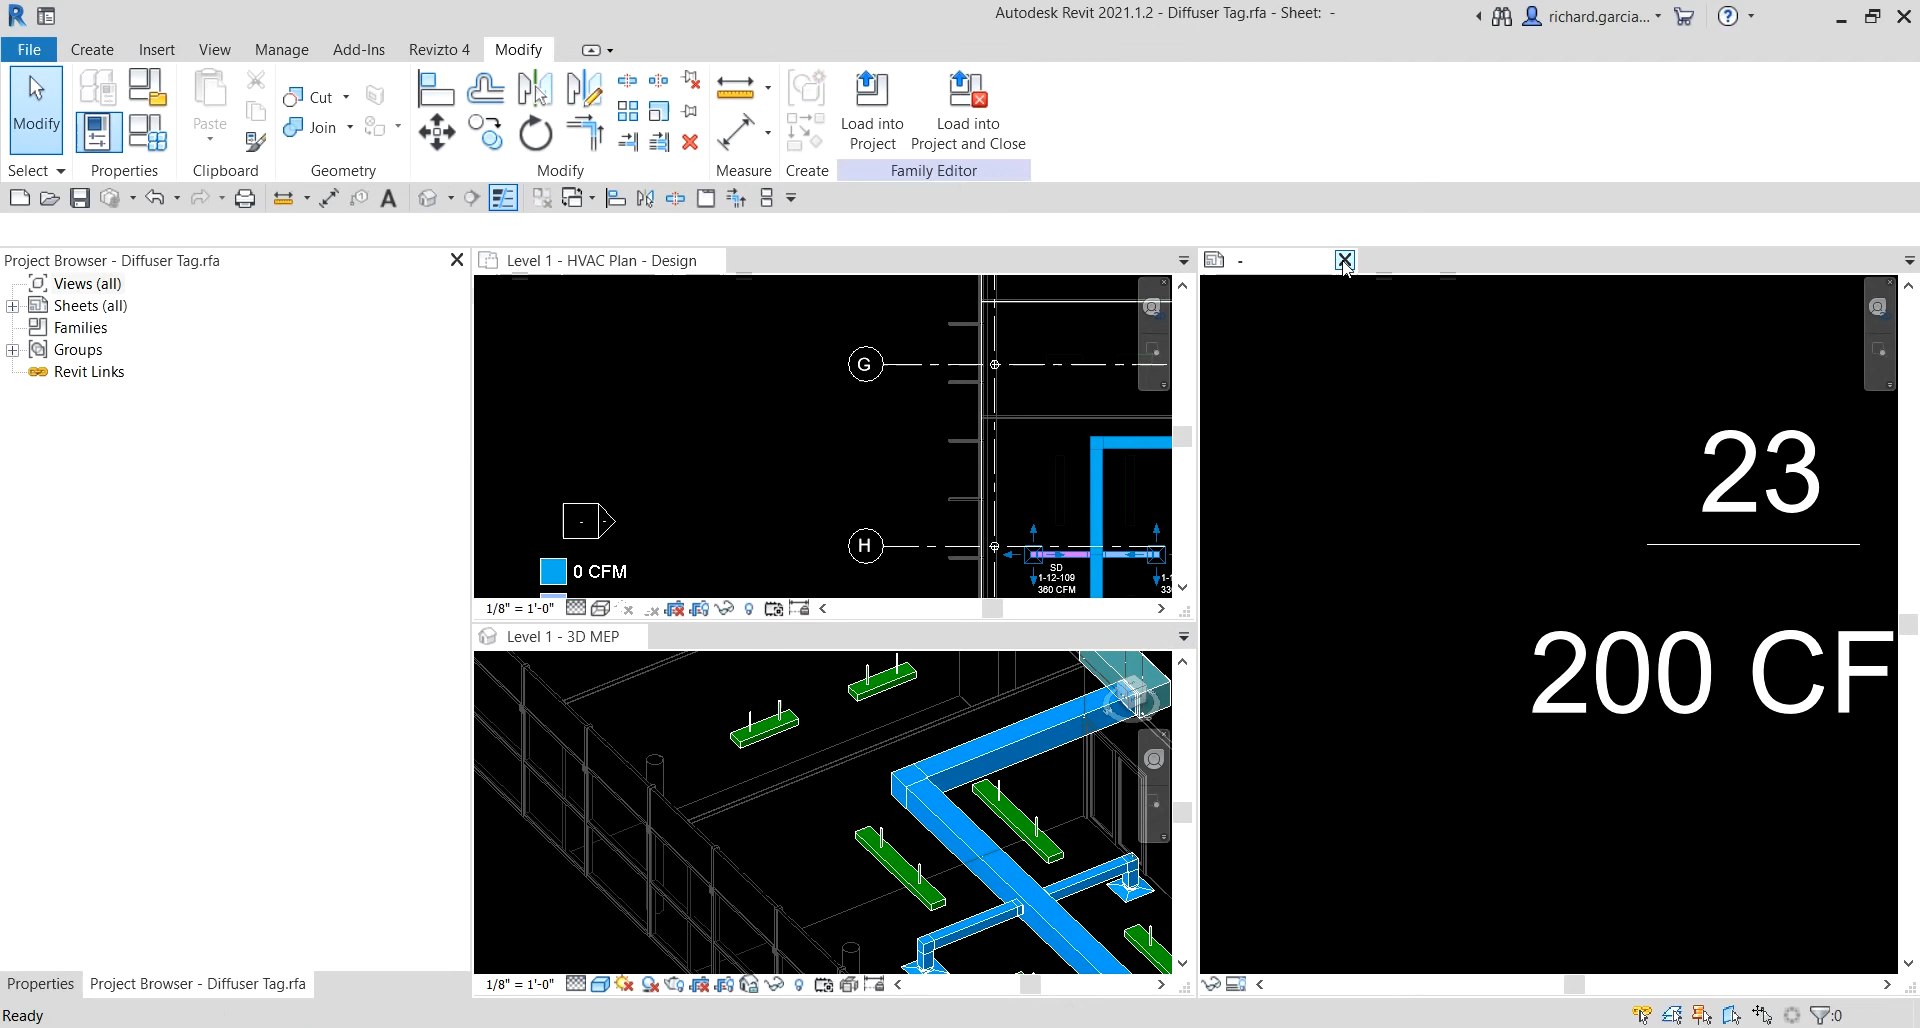 Autodesk Revit 2021.1.2 - Diffuser Tag.rfa - Sheet: -
richard.garcia...
File Create Insert View Manage Add-Ins Revizto 4 Modify
Modify
Paste
Cut
Join
Load into Project
Load into Project and Close
Select Properties Clipboard Geometry Modify Measure Create Family Editor
Project Browser - Diffuser Tag.rfa
Views (all)
Sheets (all)
Families
Groups
Revit Links
Properties Project Browser - Diffuser Tag.rfa
Ready
Level 1 - HVAC Plan - Design
G
H
0 CFM
SD
1-12-109
360 CFM
1-1
33
1/8" = 1'-0"
Level 1 - 3D MEP
1/8" = 1'-0"
-
23
200 CF
:0